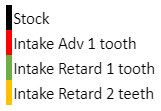 Stock
Intake Adv 1 tooth
Intake Retard 1 tooth
Intake Retard 2 teeth